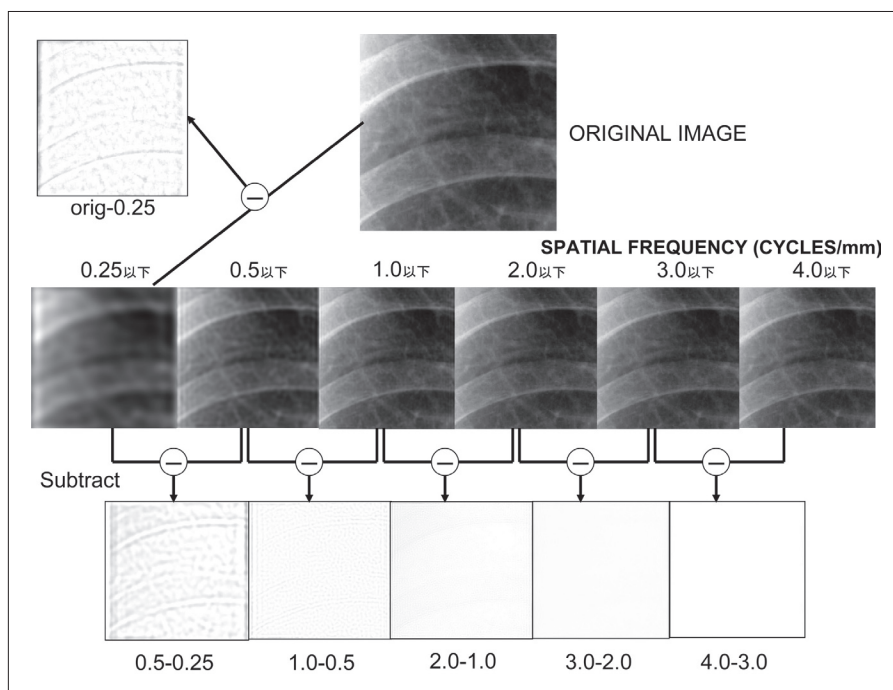 ORIGINAL IMAGE
orig-0.25
SPATIAL FREQUENCY (CYCLES/mm)
0.25以下 0.5以下 1.0以下 2.0以下 3.0以下 4.0以下
Subtract
0.5-0.25 1.0-0.5 2.0-1.0 3.0-2.0 4.0-3.0